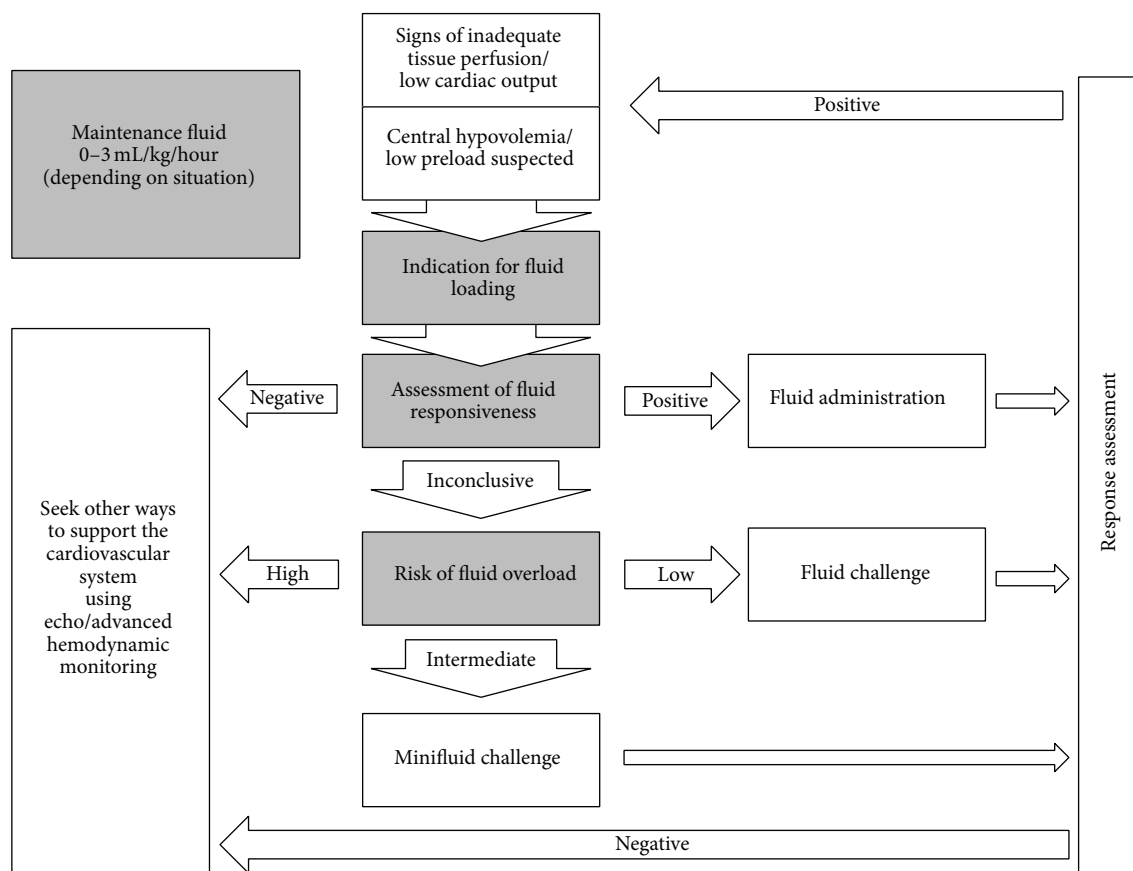 Signs of inadequate
tissue perfusion/
low cardiac output
Positive
Maintenance fluid
0–3 mL/kg/hour
(depending on situation)
Central hypovolemia/
low preload suspected
Indication for fluid
loading
Negative
Assessment of fluid
responsiveness
Positive
Fluid administration
Response assessment
Inconclusive
Seek other ways
to support the
cardiovascular
system
using
echo/advanced
hemodynamic
monitoring
High
Risk of fluid overload
Low
Fluid challenge
Intermediate
Minifluid challenge
Negative